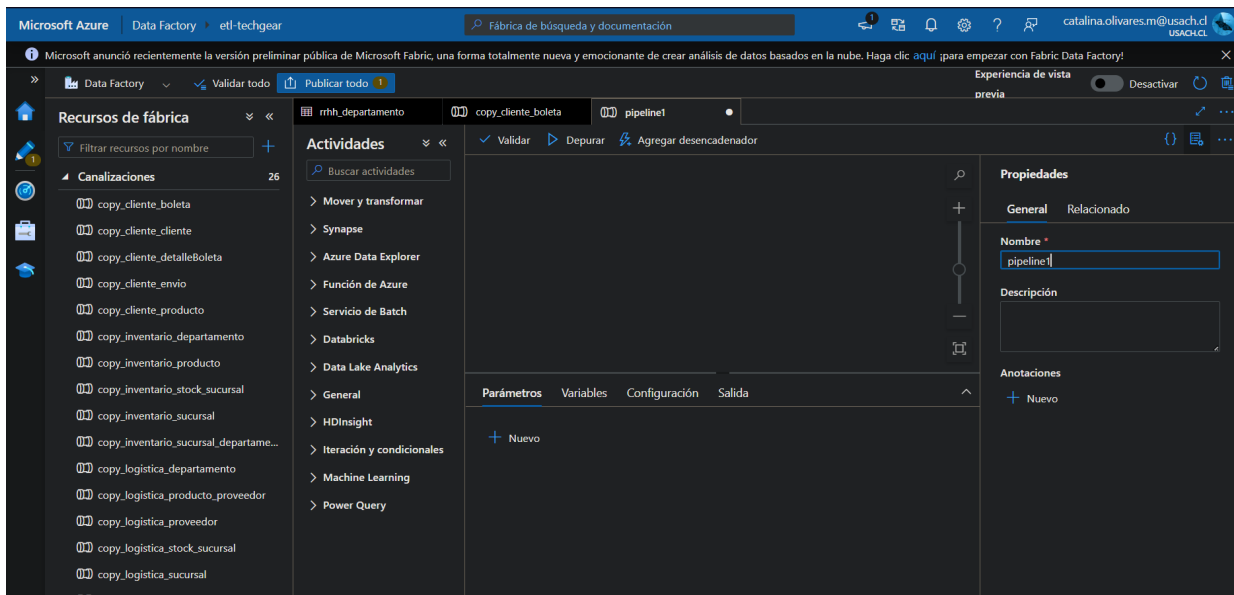 Microsoft Azure
Data Factory
etl-techgear
Fábrica de búsqueda y documentación
1
catalina.olivares.m@usach.cl
USACH.CL
Microsoft anunció recientemente la versión preliminar pública de Microsoft Fabric, una forma totalmente nueva y emocionante de crear análisis de datos basados en la nube. Haga clic aquí ¡para empezar con Fabric Data Factory!
Data Factory
Validar todo
Publicar todo 1
Experiencia de vista
previa
Desactivar
1
Recursos de fábrica
Filtrar recursos por nombre
Canalizaciones 26
copy_cliente_boleta
copy_cliente_cliente
copy_cliente_detalleBoleta
copy_cliente_envio
copy_cliente_producto
copy_inventario_departamento
copy_inventario_producto
copy_inventario_stock_sucursal
copy_inventario_sucursal
copy_inventario_sucursal_departame...
copy_logistica_departamento
copy_logistica_producto_proveedor
copy_logistica_proveedor
copy_logistica_stock_sucursal
copy_logistica_sucursal
rrhh_departamento
copy_cliente_boleta
pipeline1
Actividades
Buscar actividades
Mover y transformar
Synapse
Azure Data Explorer
Función de Azure
Servicio de Batch
Databricks
Data Lake Analytics
General
HDInsight
Iteración y condicionales
Machine Learning
Power Query
Validar
Depurar
Agregar desencadenador
Parámetros
Variables
Configuración
Salida
Nuevo
Propiedades
General
Relacionado
Nombre *
pipeline1
Descripción
Anotaciones
Nuevo